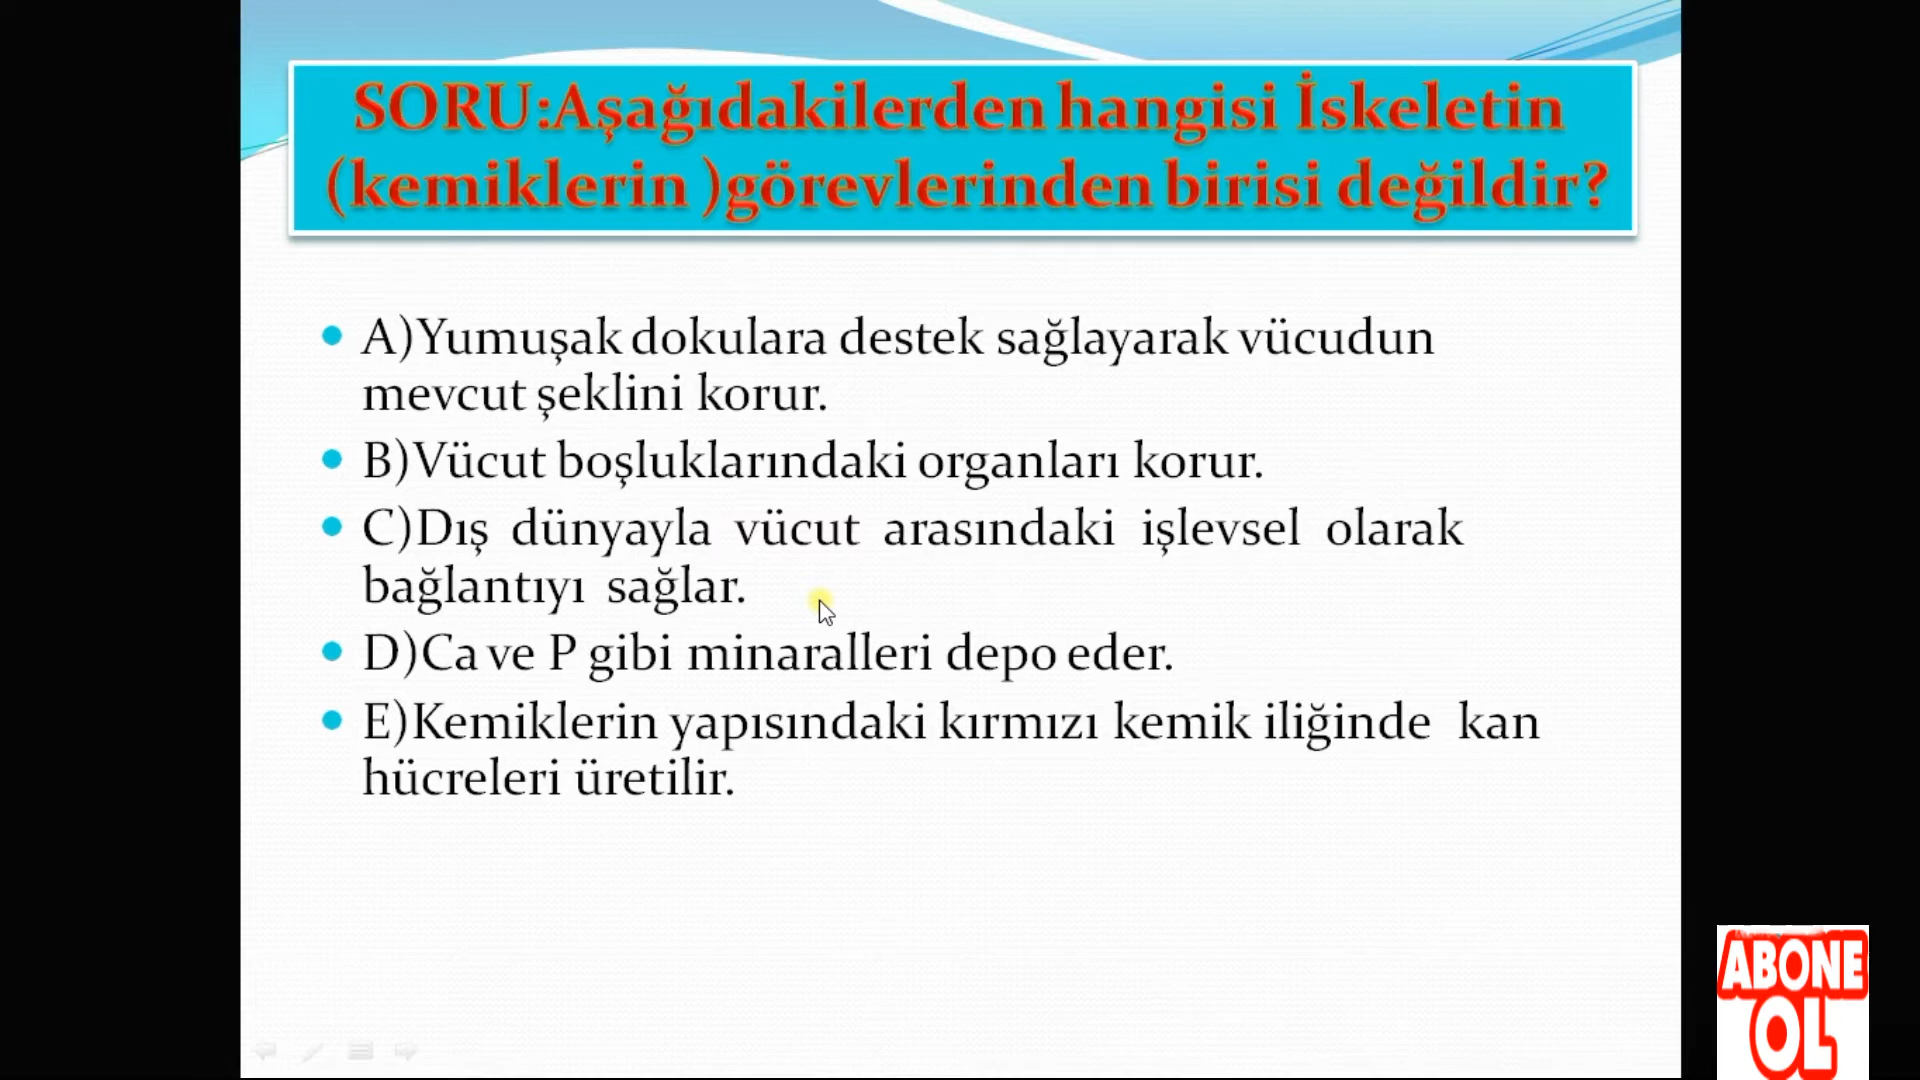 SORU:Aşağıdakilerden hangisi İskeletin
(kemiklerin )görevlerinden birisi değildir?
A)Yumuşak dokulara destek sağlayarak vücudun
mevcut şeklini korur.
B)Vücut boşluklarındaki organları korur.
C)Dış dünyayla vücut arasındaki işlevsel olarak
bağlantıyı sağlar.
D)Ca ve P gibi minaralleri depo eder.
E)Kemiklerin yapısındaki kırmızı kemik iliğinde kan
hücreleri üretilir.
ABONE
OL